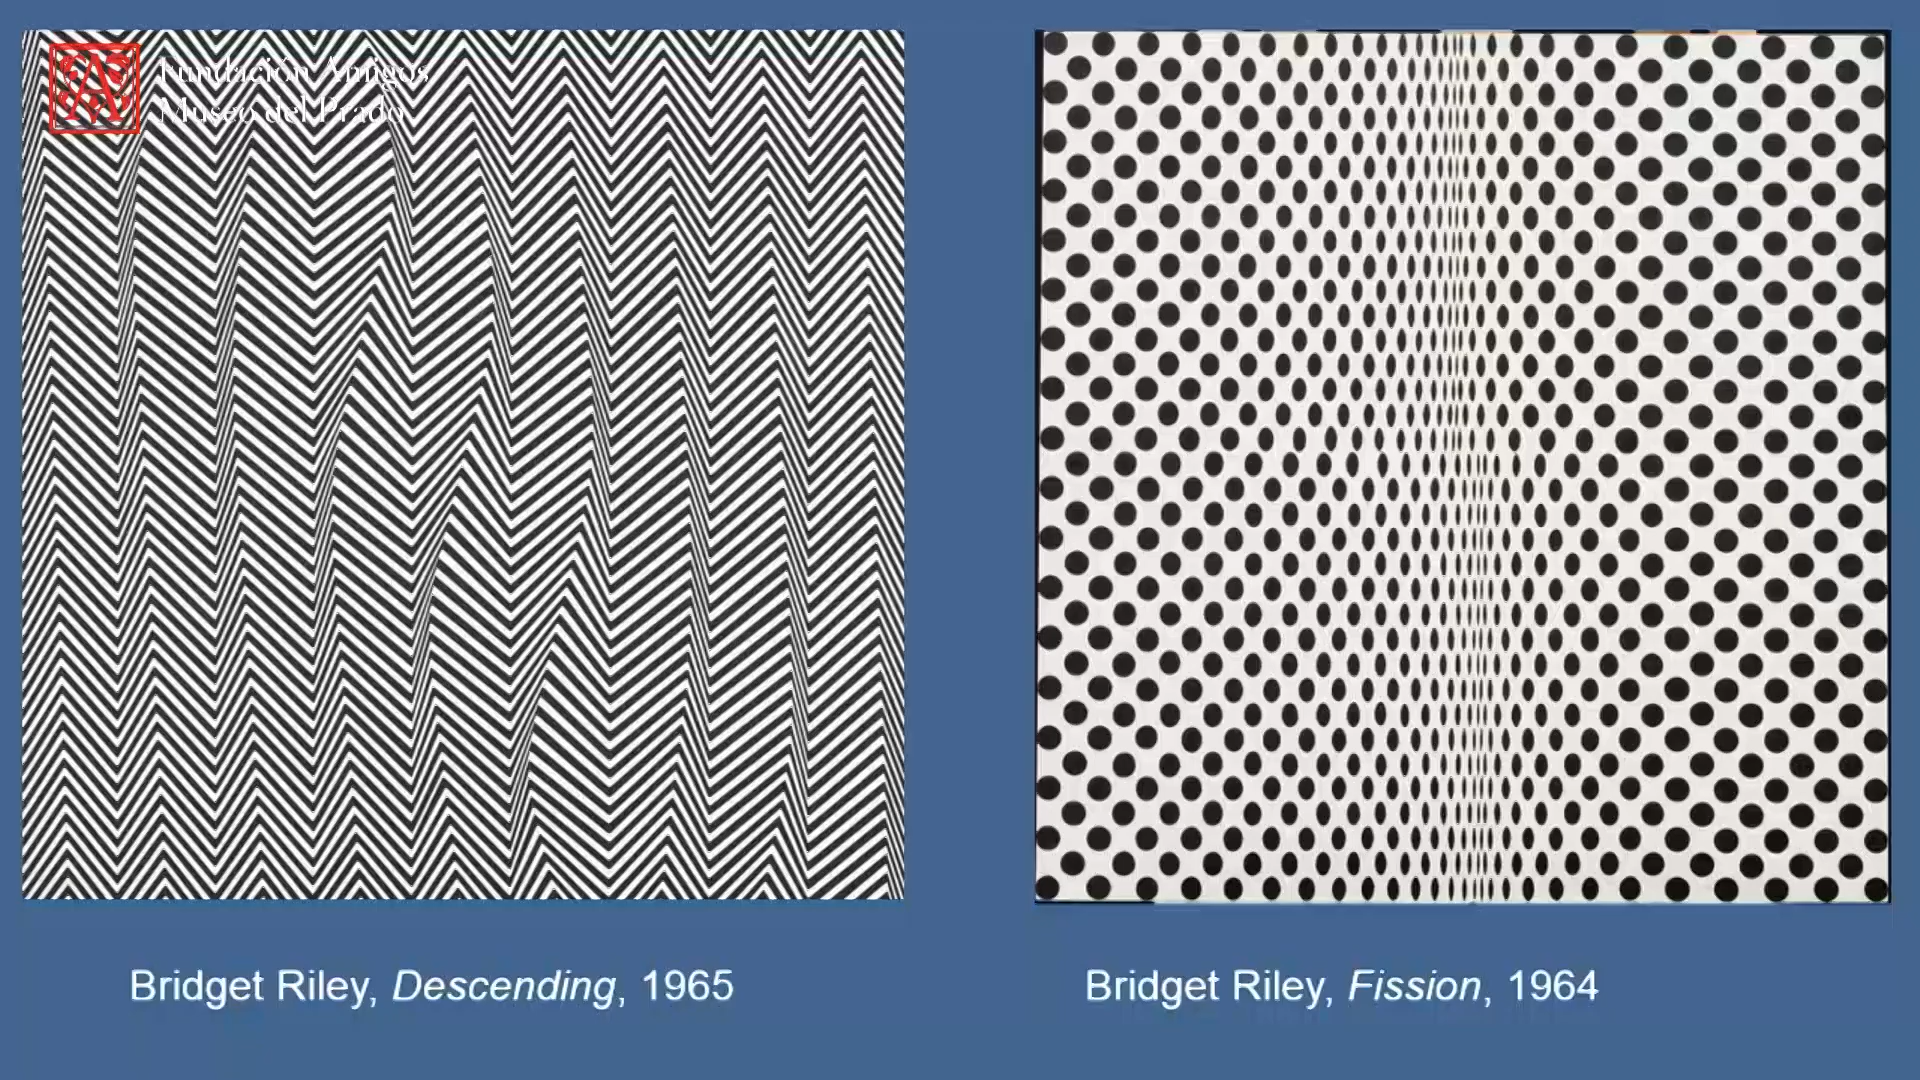 Fundación Amigos
Museo del Prado
Bridget Riley, Descending, 1965
Bridget Riley, Fission, 1964